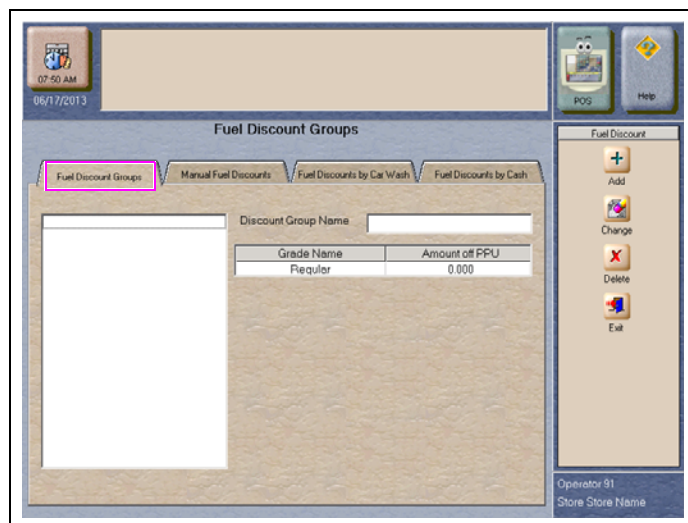 07:50 AM
06/17/2013
POS
Help
Fuel Discount Groups
Fuel Discount Groups
Manual Fuel Discounts
Fuel Discounts by Car Wash
Fuel Discounts by Cash
Discount Group Name
Grade Name Amount off PPU
Regular 0.000
Fuel Discount
Add
Change
Delete
Exit
Operator 91
Store Store Name